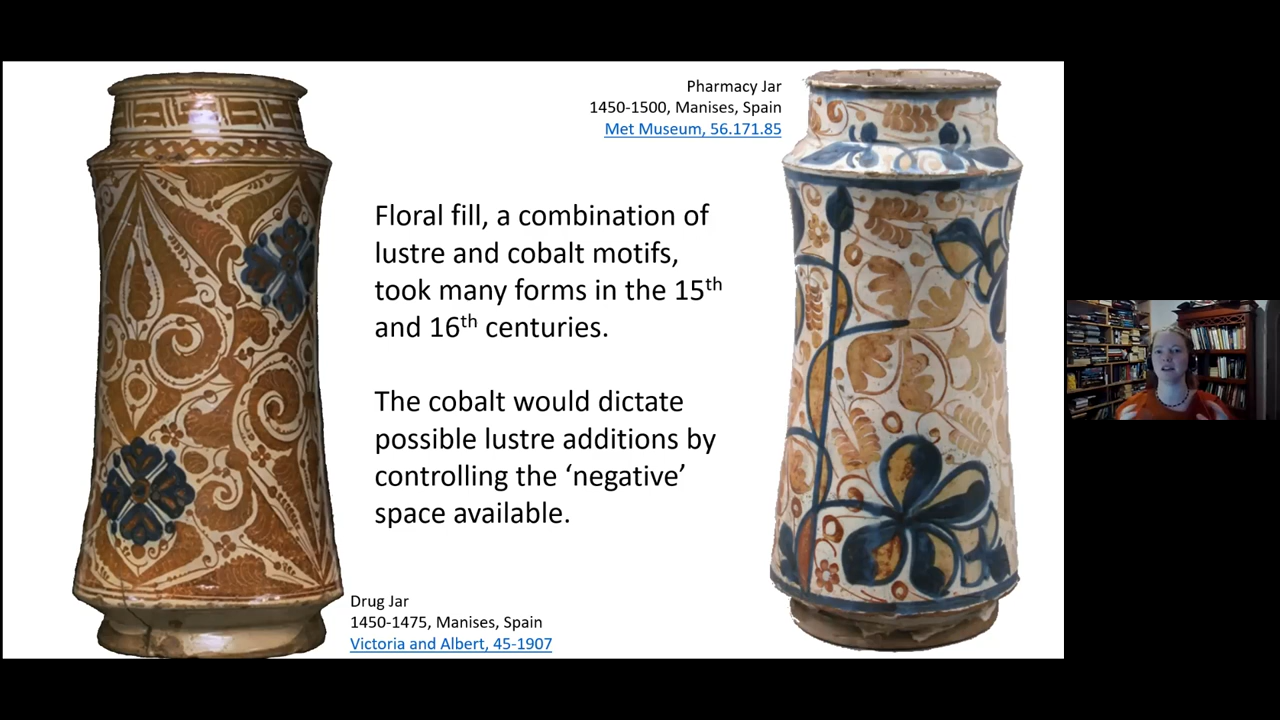 Pharmacy Jar
1450-1500, Manises, Spain
Met Museum, 56.171.85
Floral fill, a combination of
lustre and cobalt motifs,
took many forms in the 15th
and 16th centuries.
The cobalt would dictate
possible lustre additions by
controlling the ‘negative’
space available.
Drug Jar
1450-1475, Manises, Spain
Victoria and Albert, 45-1907